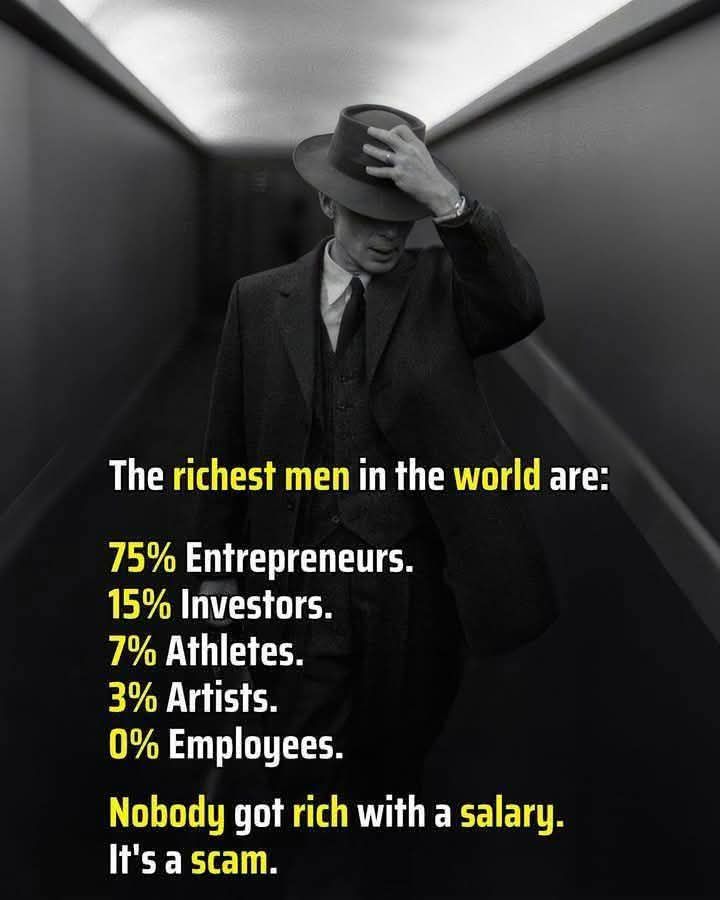 The richest men in the world are:
75% Entrepreneurs.
15% Investors.
7% Athletes.
3% Artists.
0% Employees.
Nobody got rich with a salary.
It's a scam.